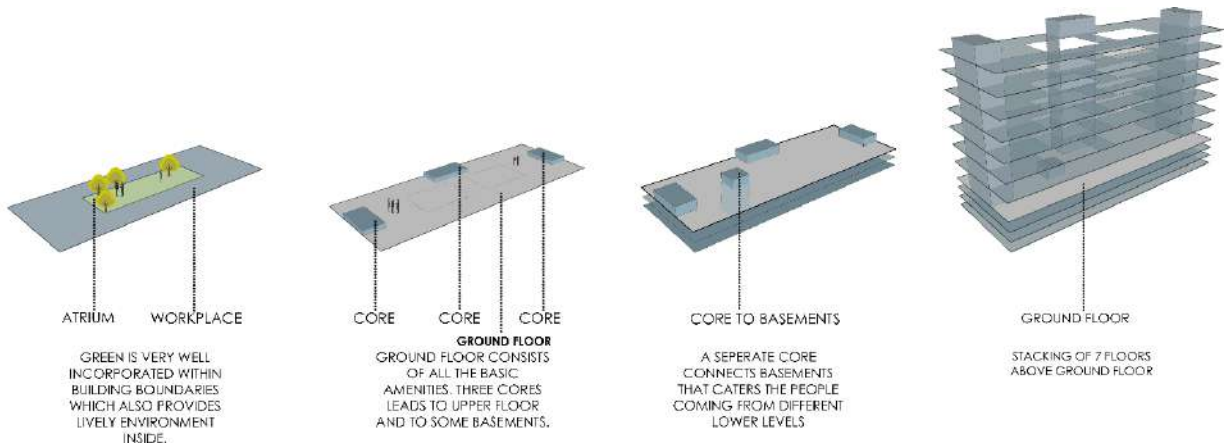 ATRIUM
WORKPLACE
GREEN IS VERY WELL
INCORPORATED WITHIN
BUILDING BOUNDARIES
WHICH ALSO PROVIDES
LIVELY ENVIRONMENT
INSIDE.
CORE
CORE
CORE
GROUND FLOOR
GROUND FLOOR CONSISTS
OF ALL THE BASIC
AMENITIES. THREE CORES
LEADS TO UPPER FLOOR
AND TO SOME BASEMENTS.
CORE TO BASEMENTS
A SEPERATE CORE
CONNECTS BASEMENTS
THAT CATERS THE PEOPLE
COMING FROM DIFFERENT
LOWER LEVELS
GROUND FLOOR
STACKING OF 7 FLOORS
ABOVE GROUND FLOOR